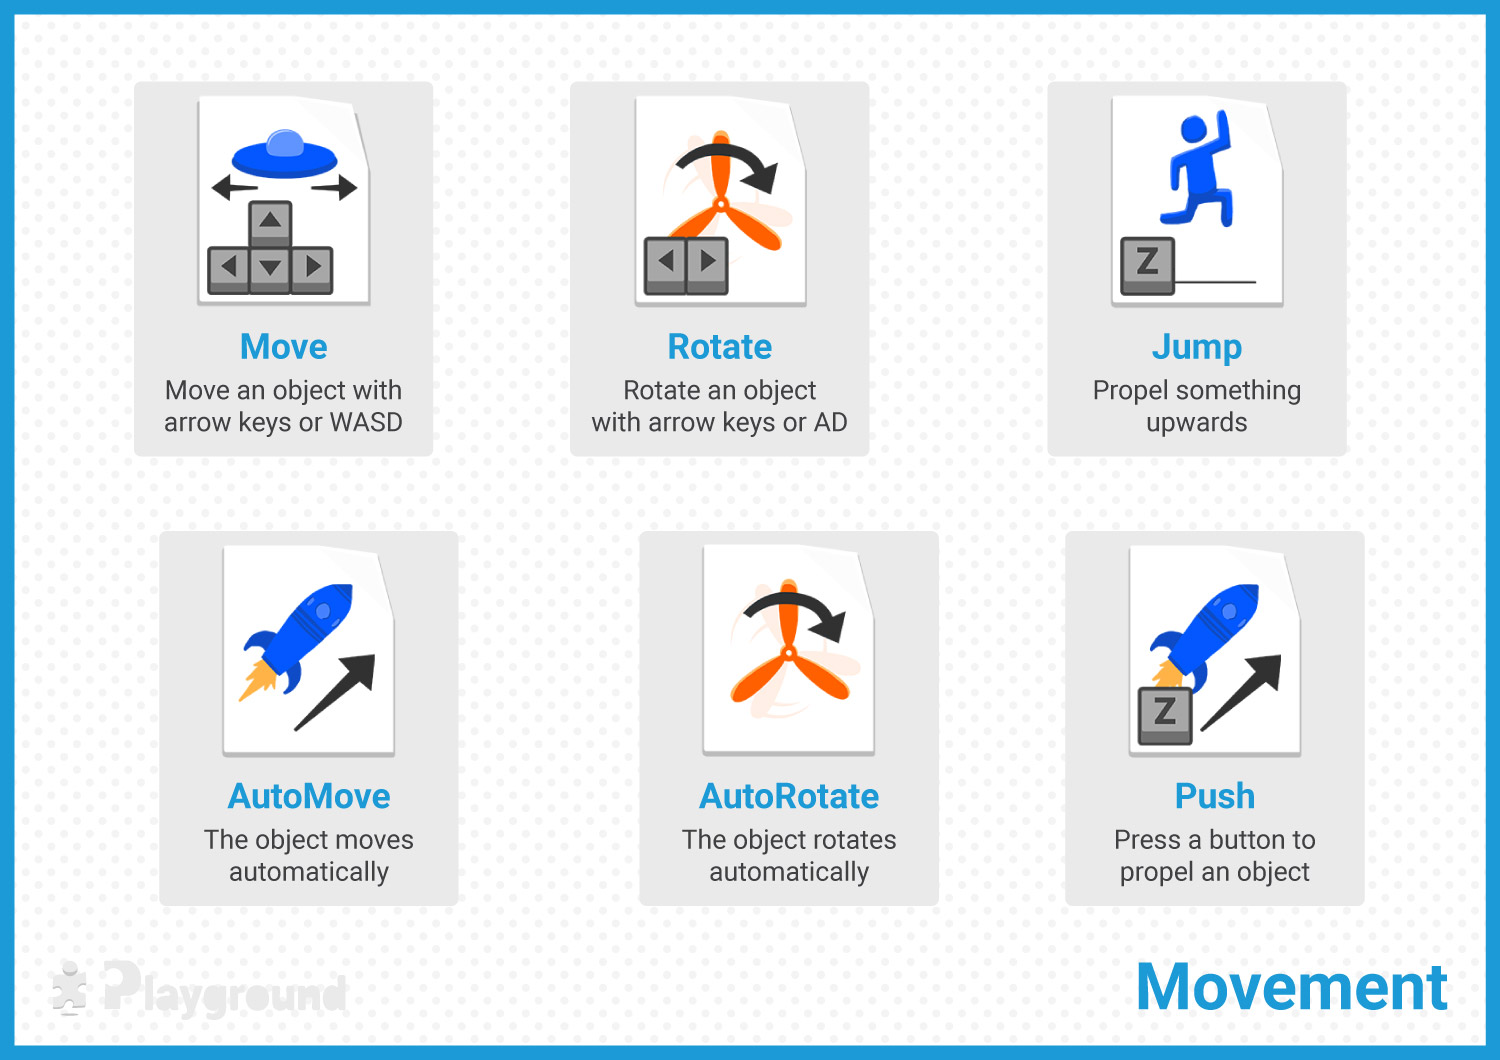 Move
Move an object with
arrow keys or WASD
Rotate
Rotate an object
with arrow keys or AD
Z
Jump
Propel something
upwards
AutoMove
The object moves
automatically
AutoRotate
The object rotates
automatically
Z
Push
Press a button to
propel an object
Playground
Movement